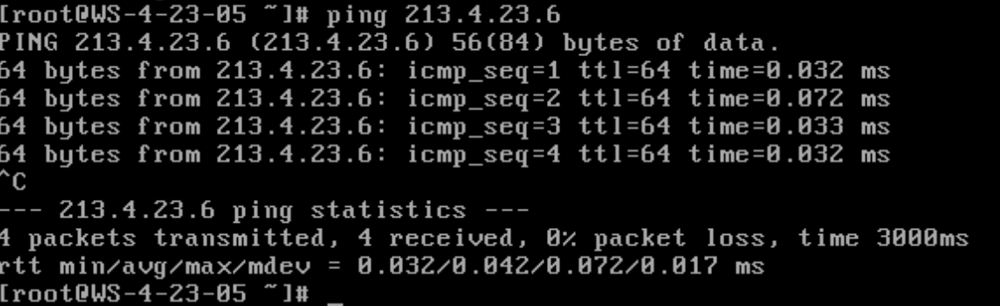 [root@WS-4-23-05 ~]# ping 213.4.23.6
PING 213.4.23.6 (213.4.23.6) 56(84) bytes of data.
64 bytes from 213.4.23.6: icmp_seq=1 ttl=64 time=0.032 ms
64 bytes from 213.4.23.6: icmp_seq=2 ttl=64 time=0.072 ms
64 bytes from 213.4.23.6: icmp_seq=3 ttl=64 time=0.033 ms
64 bytes from 213.4.23.6: icmp_seq=4 ttl=64 time=0.032 ms
^C
--- 213.4.23.6 ping statistics ---
4 packets transmitted, 4 received, 0% packet loss, time 3000ms
rtt min/avg/max/mdev = 0.032/0.042/0.072/0.017 ms
[root@WS-4-23-05 ~]# _